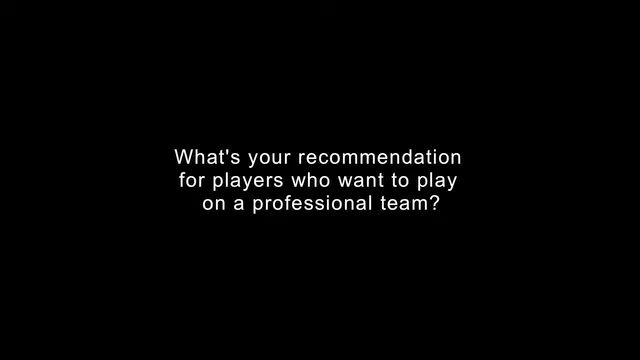 What's your recommendation
for players who want to play
on a professional team?